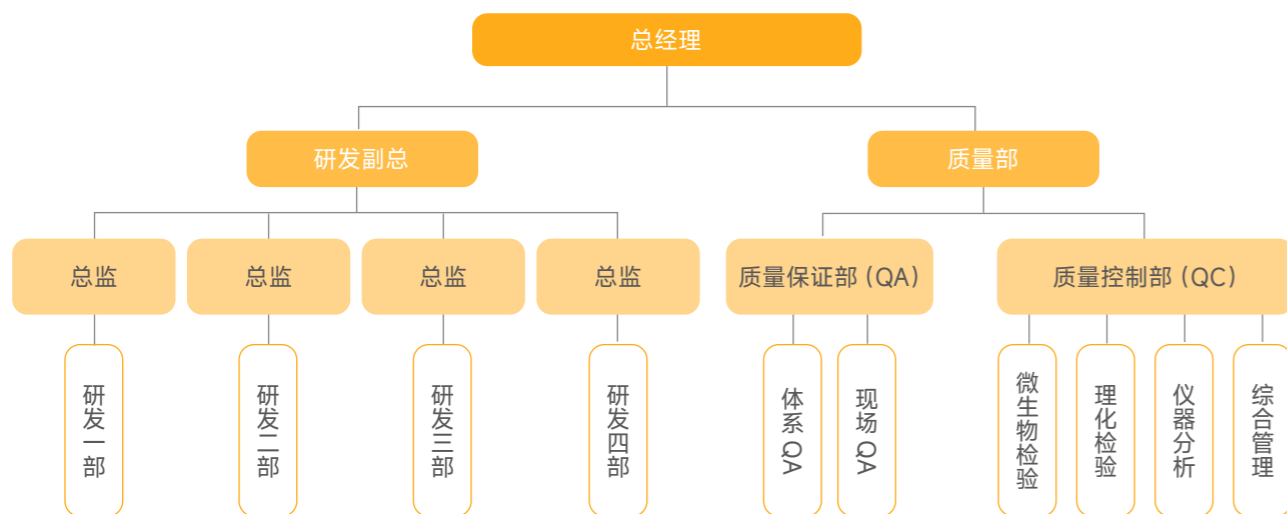 总经理
研发副总
质量部
总监
总监
总监
总监
质量保证部（QA）
质量控制部（QC）
研发一部
研发二部
研发三部
研发四部
体系QA
现场QA
微生物检验
理化检验
仪器分析
综合管理